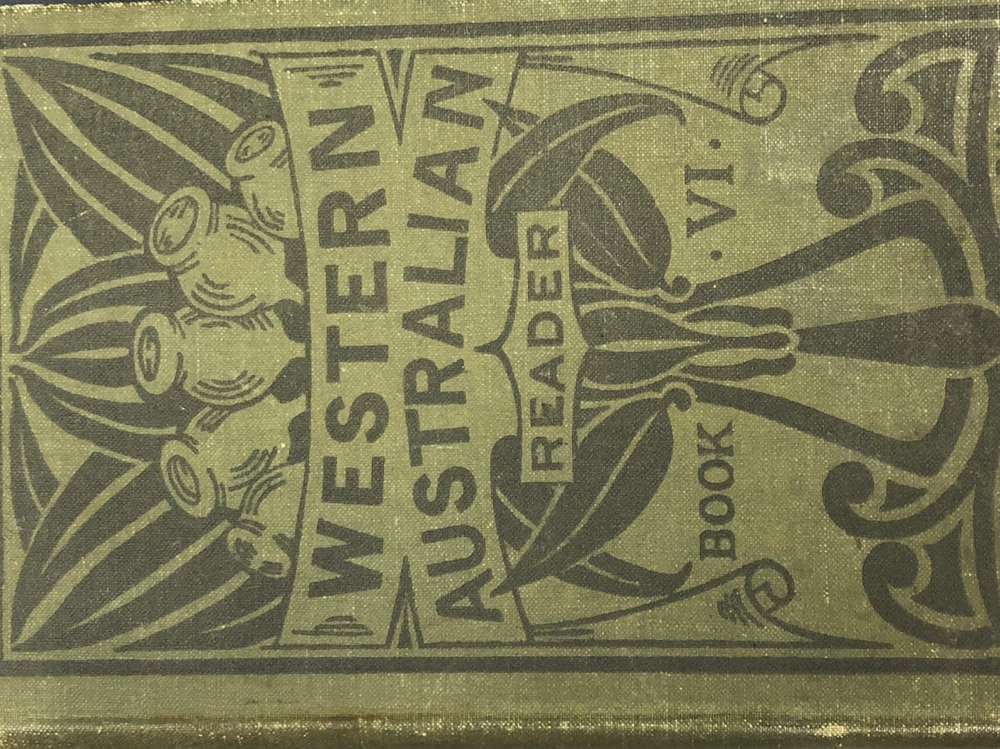 WESTERN
AUSTRALIAN
READER
BOOK · VI ·